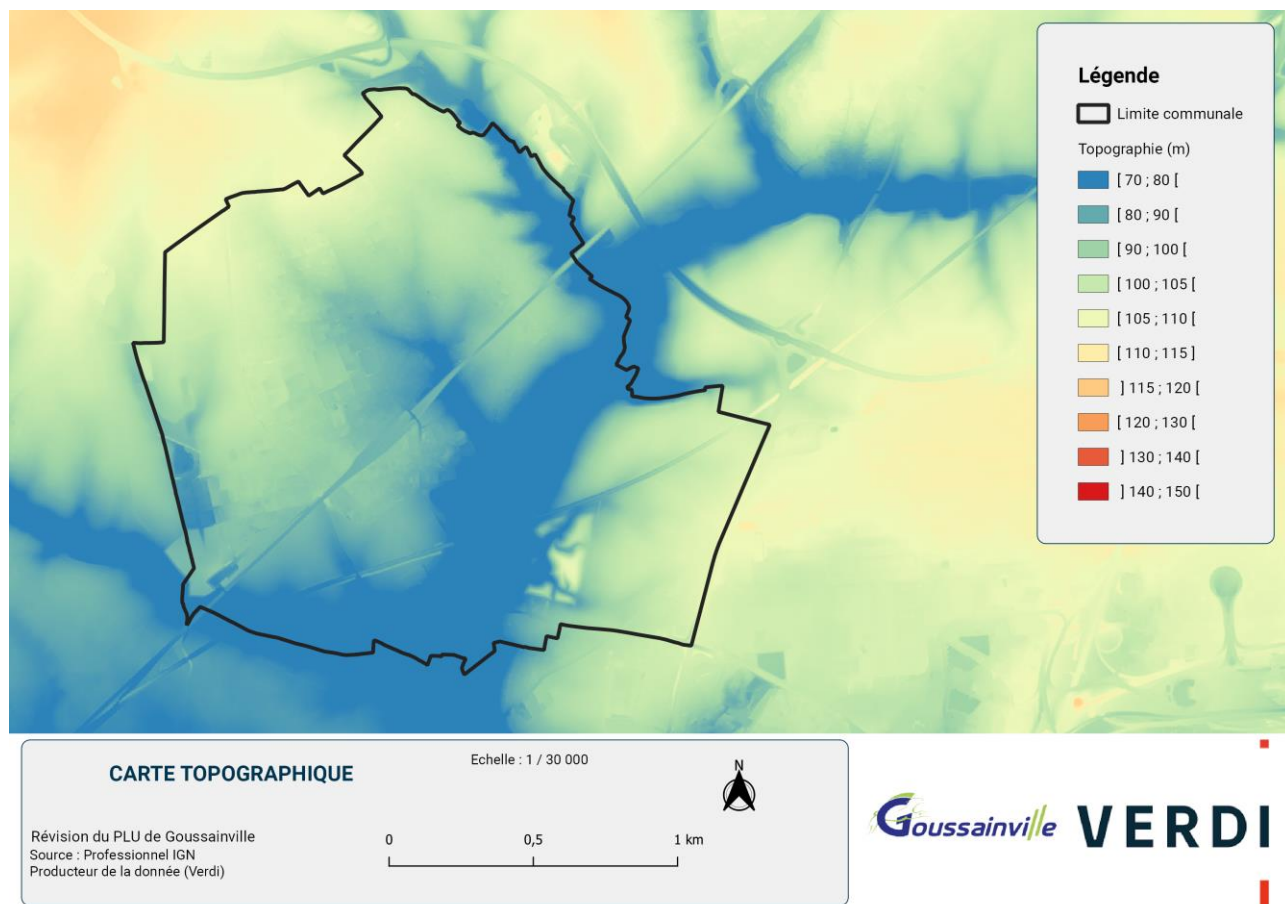 Légende
Limite communale
Topographie (m)
[ 70 ; 80 [
[ 80 ; 90 [
[ 90 ; 100 [
[ 100 ; 105 [
[ 105 ; 110 [
[ 110 ; 115 ]
] 115 ; 120 [
[ 120 ; 130 [
] 130 ; 140 [
] 140 ; 150 [
CARTE TOPOGRAPHIQUE
Echelle : 1 / 30 000
N
Révision du PLU de Goussainville
Source : Professionnel IGN
Producteur de la donnée (Verdi)
0 0,5 1 km
Goussainville
VERDI